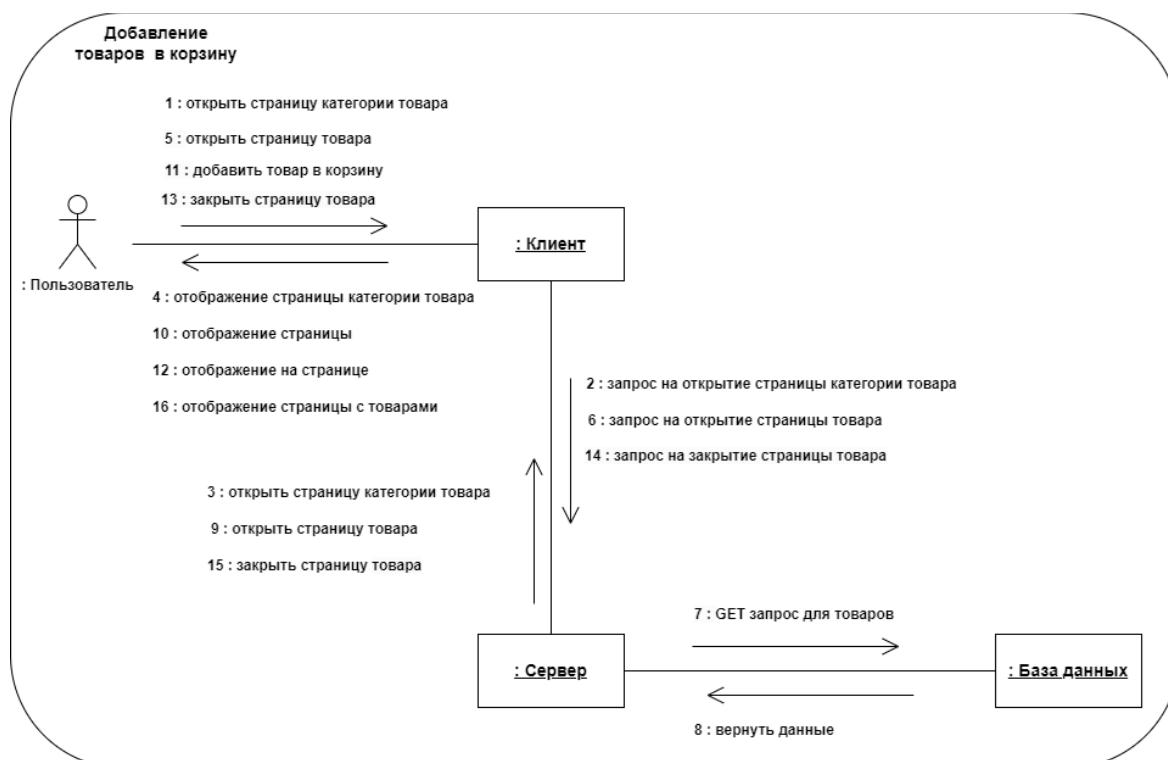 Добавление
товаров в корзину
1 : открыть страницу категории товара
5 : открыть страницу товара
11 : добавить товар в корзину
13 : закрыть страницу товара
: Клиент
: Пользователь
4 : отображение страницы категории товара
10 : отображение страницы
12 : отображение на странице
16 : отображение страницы с товарами
2 : запрос на открытие страницы категории товара
6 : запрос на открытие страницы товара
14 : запрос на закрытие страницы товара
3 : открыть страницу категории товара
9 : открыть страницу товара
15 : закрыть страницу товара
7 : GET запрос для товаров
: Сервер
: База данных
8 : вернуть данные